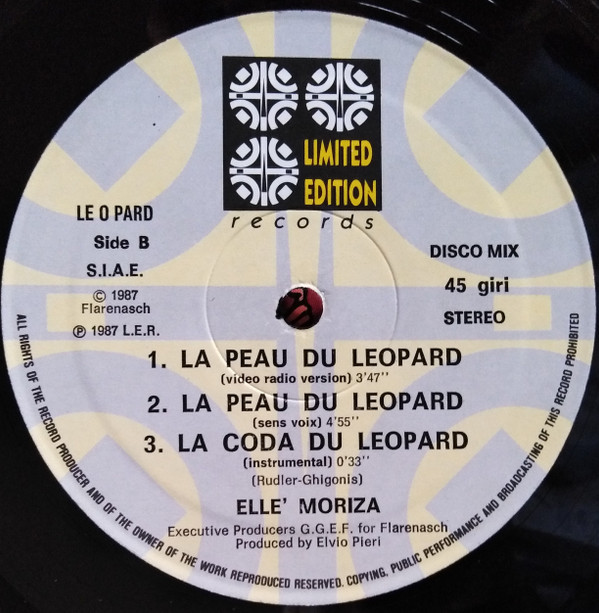 LIMITED
EDITION
records
LE O PARD
Side B
S.I.A.E.
© 1987
Flarenasch
℗ 1987 L.E.R.
DISCO MIX
45 giri
STEREO
1. LA PEAU DU LEOPARD
(video radio version) 3'47''
2. LA PEAU DU LEOPARD
(sens voix) 4'55''
3. LA CODA DU LEOPARD
(instrumental) 0'33''
(Rudler-Ghigonis)
ELLE' MORIZA
Executive Producers G.G.E.F. for Flarenasch
Produced by Elvio Pieri
ALL RIGHTS OF THE RECORD PRODUCER AND OF THE OWNER OF THE WORK REPRODUCED RESERVED. COPYING, PUBLIC PERFORMANCE AND BROADCASTING OF THIS RECORD PROHIBITED